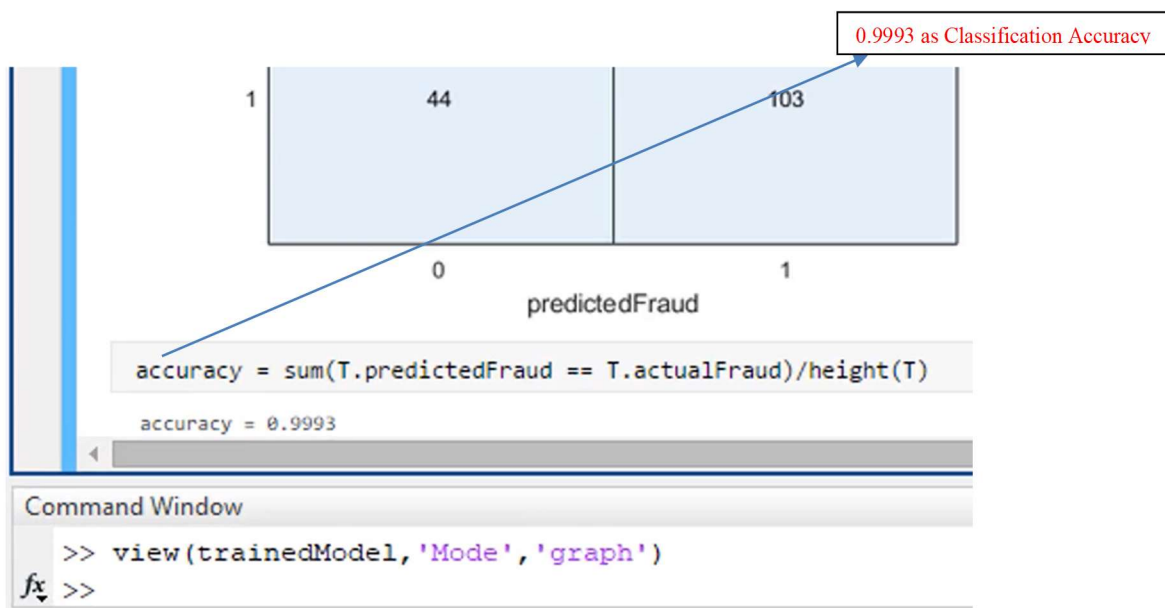 0.9993 as Classification Accuracy
1 44 103
0 1
predictedFraud
accuracy = sum(T.predictedFraud == T.actualFraud)/height(T)
accuracy = 0.9993
Command Window
>> view(trainedModel,'Mode','graph')
fx >>